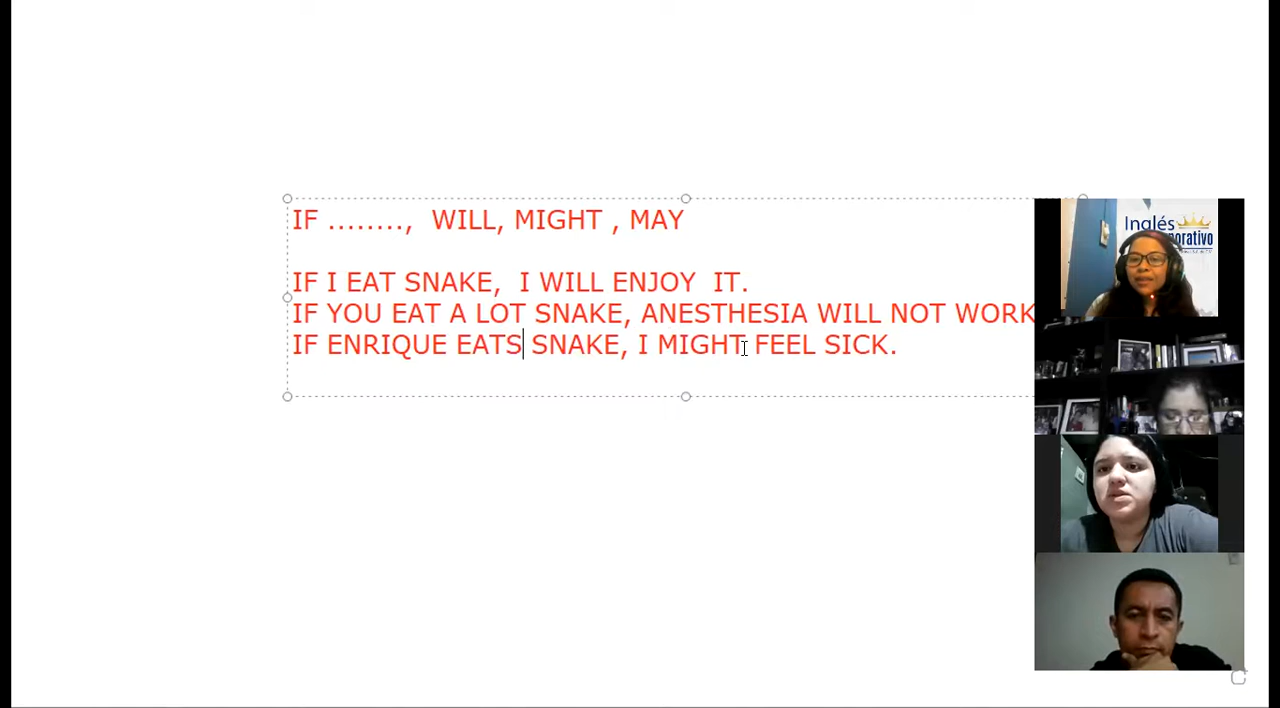 IF ........,  WILL, MIGHT , MAY
IF I EAT SNAKE,  I WILL ENJOY  IT.
IF YOU EAT A LOT SNAKE, ANESTHESIA WILL NOT WORK
IF ENRIQUE EATS SNAKE, I MIGHT FEEL SICK.
Inglés